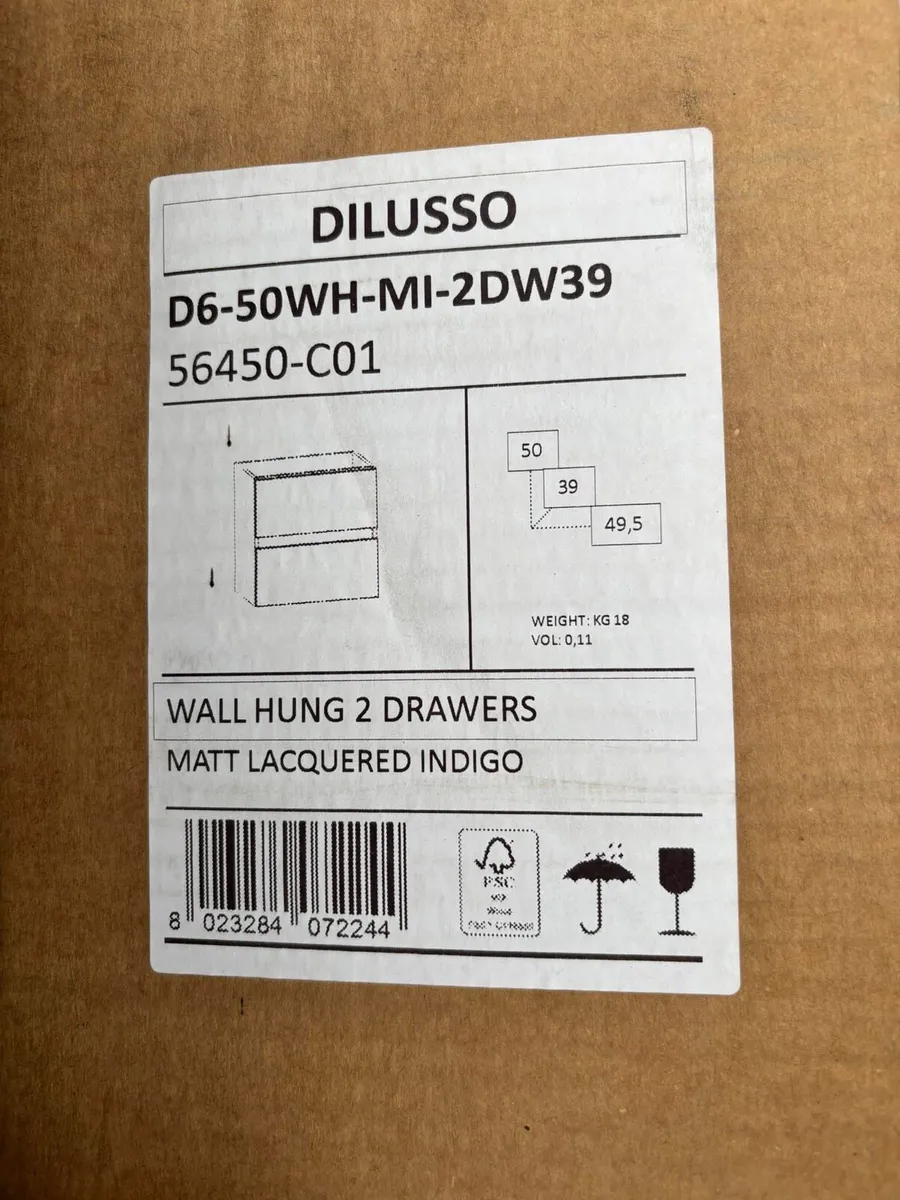 DILUSSO
D6-50WH-MI-2DW39
56450-C01
50
39
49,5
WEIGHT: KG 18
VOL: 0,11
WALL HUNG 2 DRAWERS
MATT LACQUERED INDIGO
8 023284 072244
FSC